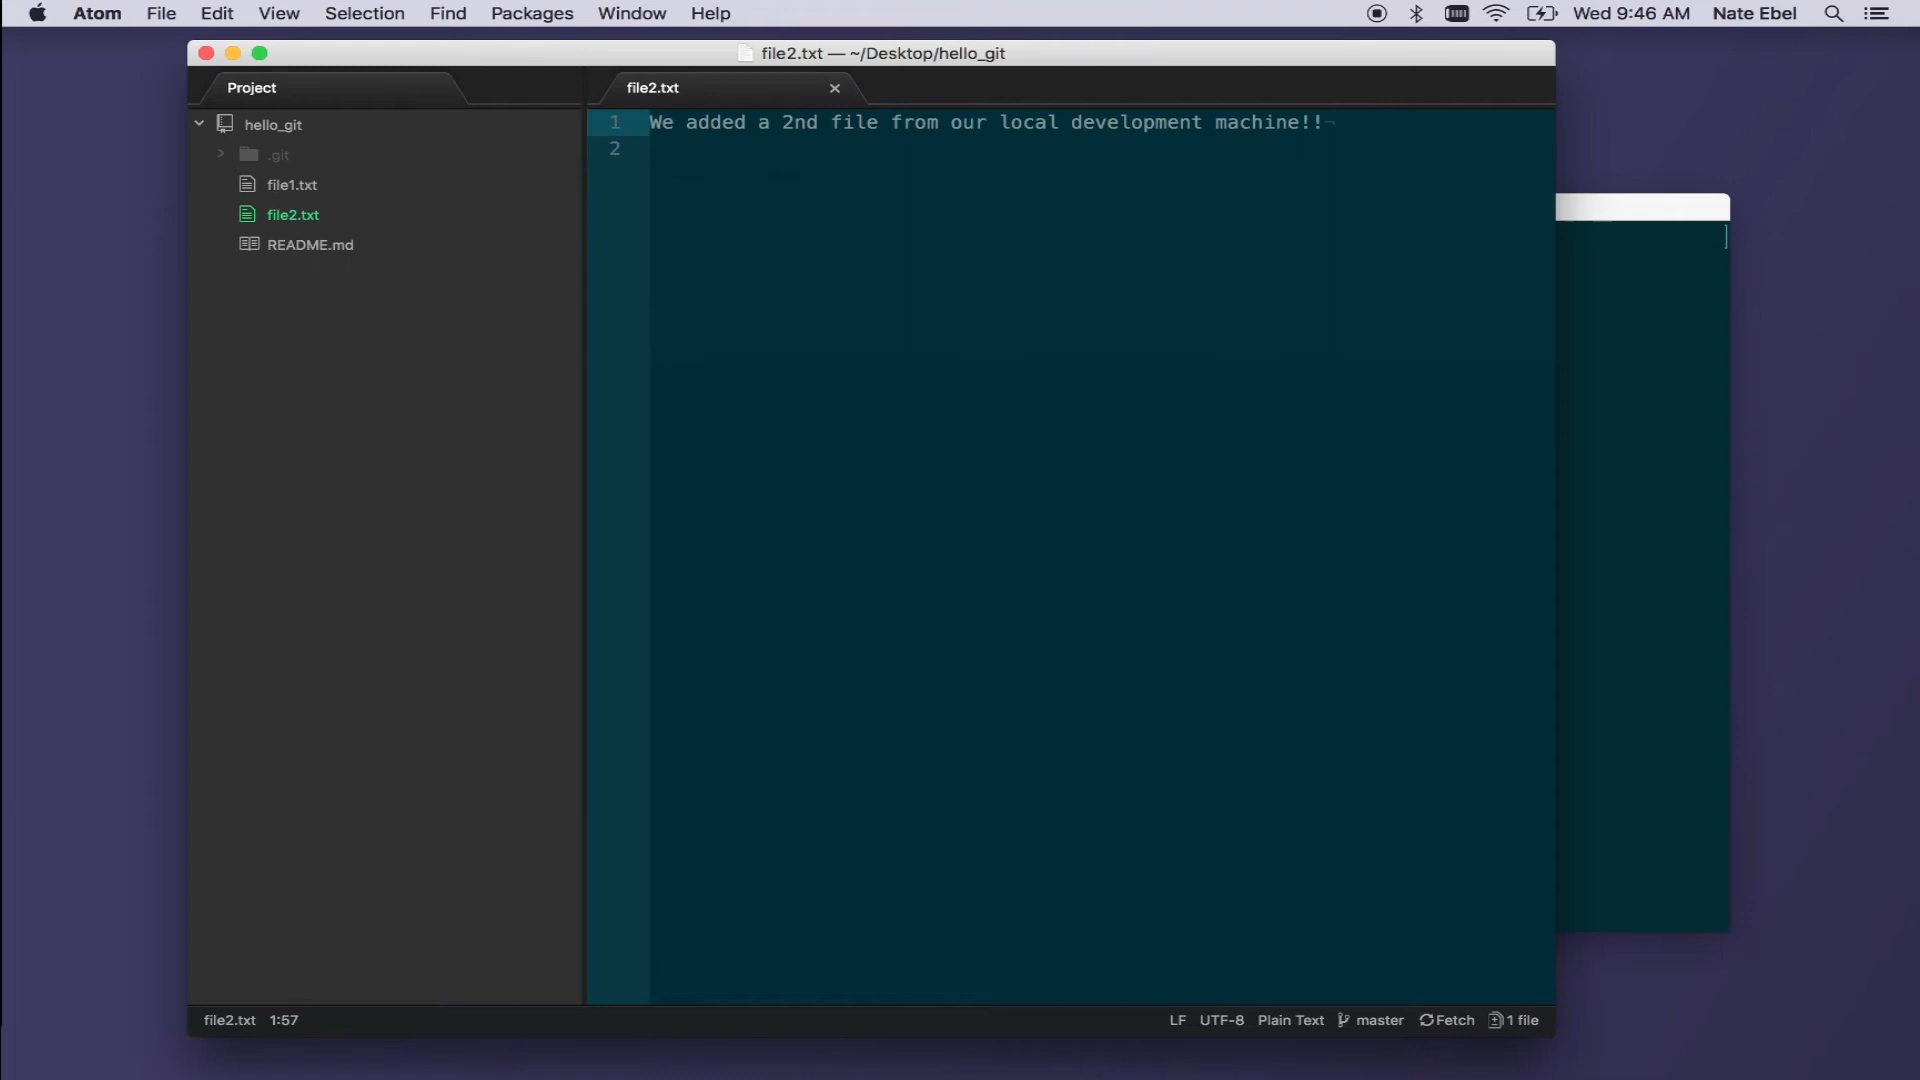 Atom File Edit View Selection Find Packages Window Help Wed 9:46 AM Nate Ebel
file2.txt — ~/Desktop/hello_git
Project
file2.txt
hello_git
.git
file1.txt
file2.txt
README.md
1 We added a 2nd file from our local development machine!!¬
2
file2.txt 1:57 LF UTF-8 Plain Text master Fetch 1 file